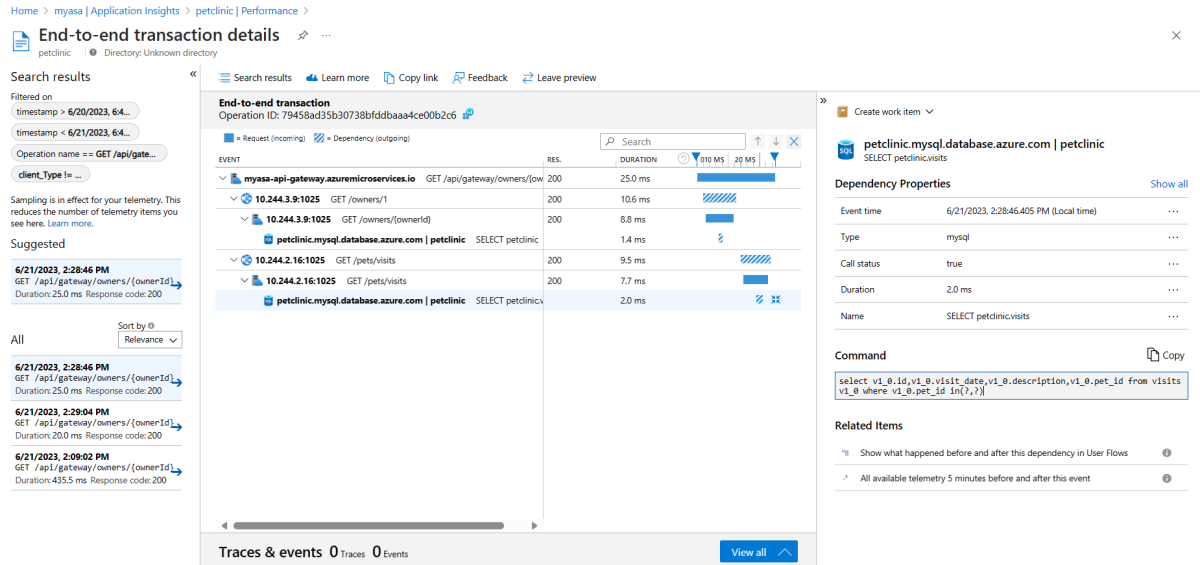 Home > myasa | Application Insights > petclinic | Performance >
End-to-end transaction details ...
petclinic Directory: Unknown directory
Search results «
Filtered on
timestamp > 6/20/2023, 6:4...
timestamp < 6/21/2023, 6:4...
Operation name == GET /api/gate...
client_Type != ...
Sampling is in effect for your telemetry. This
reduces the number of telemetry items you
see here. Learn more.
Suggested
6/21/2023, 2:28:46 PM
GET /api/gateway/owners/{ownerId}
Duration: 25.0 ms Response code: 200
Sort by
All Relevance
6/21/2023, 2:28:46 PM
GET /api/gateway/owners/{ownerId}
Duration: 25.0 ms Response code: 200
6/21/2023, 2:29:04 PM
GET /api/gateway/owners/{ownerId}
Duration: 20.0 ms Response code: 200
6/21/2023, 2:09:02 PM
GET /api/gateway/owners/{ownerId}
Duration: 435.5 ms Response code: 200
Search results Learn more Copy link Feedback Leave preview
End-to-end transaction
Operation ID: 79458ad35b30738bfddbaaa4ce00b2c6
= Request (incoming) = Dependency (outgoing) Search
EVENT RES. DURATION 010 MS 20 MS
myasa-api-gateway.azuremicroservices.io GET /api/gateway/owners/{ow 200 25.0 ms
10.244.3.9:1025 GET /owners/1 200 10.6 ms
10.244.3.9:1025 GET /owners/{ownerId} 200 8.8 ms
petclinic.mysql.database.azure.com | petclinic SELECT petclinic 1.4 ms
10.244.2.16:1025 GET /pets/visits 200 9.5 ms
10.244.2.16:1025 GET /pets/visits 200 7.7 ms
petclinic.mysql.database.azure.com | petclinic SELECT petclinic.v 2.0 ms
Traces & events 0 Traces 0 Events View all
»
Create work item
SQL petclinic.mysql.database.azure.com | petclinic
SELECT petclinic.visits
Dependency Properties Show all
Event time 6/21/2023, 2:28:46.405 PM (Local time) ...
Type mysql ...
Call status true ...
Duration 2.0 ms ...
Name SELECT petclinic.visits ...
Command Copy
select v1_0.id,v1_0.visit_date,v1_0.description,v1_0.pet_id from visits
v1_0 where v1_0.pet_id in(?,?)
Related Items
Show what happened before and after this dependency in User Flows
All available telemetry 5 minutes before and after this event